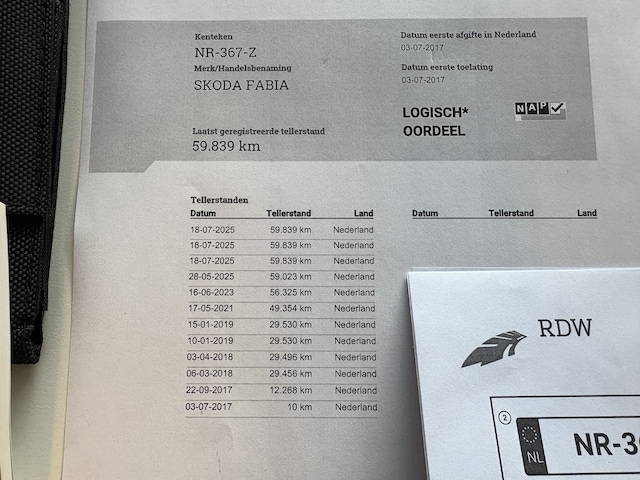 Kenteken
NR-367-Z
Merk/Handelsbenaming
SKODA FABIA
Laatst geregistreerde tellerstand
59.839 km
Datum eerste afgifte in Nederland
03-07-2017
Datum eerste toelating
03-07-2017
LOGISCH*
OORDEEL
NAP
Tellerstanden
Datum Tellerstand Land
18-07-2025 59.839 km Nederland
18-07-2025 59.839 km Nederland
18-07-2025 59.839 km Nederland
28-05-2025 59.023 km Nederland
16-06-2023 56.325 km Nederland
17-05-2021 49.354 km Nederland
15-01-2019 29.530 km Nederland
10-01-2019 29.530 km Nederland
03-04-2018 29.496 km Nederland
06-03-2018 29.456 km Nederland
22-09-2017 12.268 km Nederland
03-07-2017 10 km Nederland
Datum Tellerstand Land
RDW
2
NL
NR-36